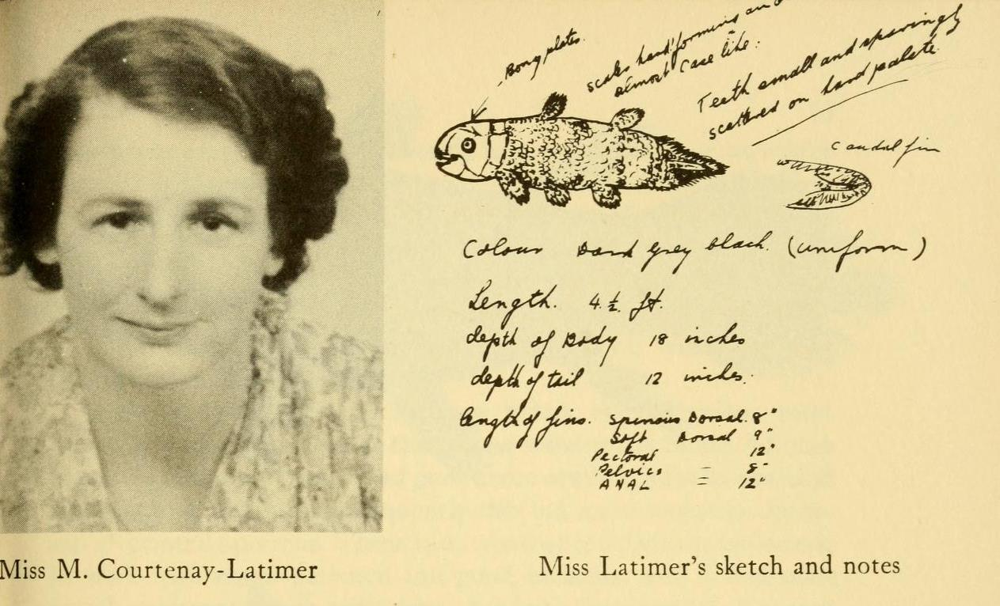 Bony plates.
scales hard forming an
almost case like:
Teeth small and sparingly
scattered on hard palate.
Caudal fin
Colour Dark grey black. (uniform)
Length. 4 ½ ft.
depth of Body 18 inches
depth of tail 12 inches.
length of fins. Spinous Dorsal. 8"
Soft Dorsal 9"
Pectoral 12"
Pelvics = 8"
ANAL = 12"
Miss M. Courtenay-Latimer
Miss Latimer's sketch and notes